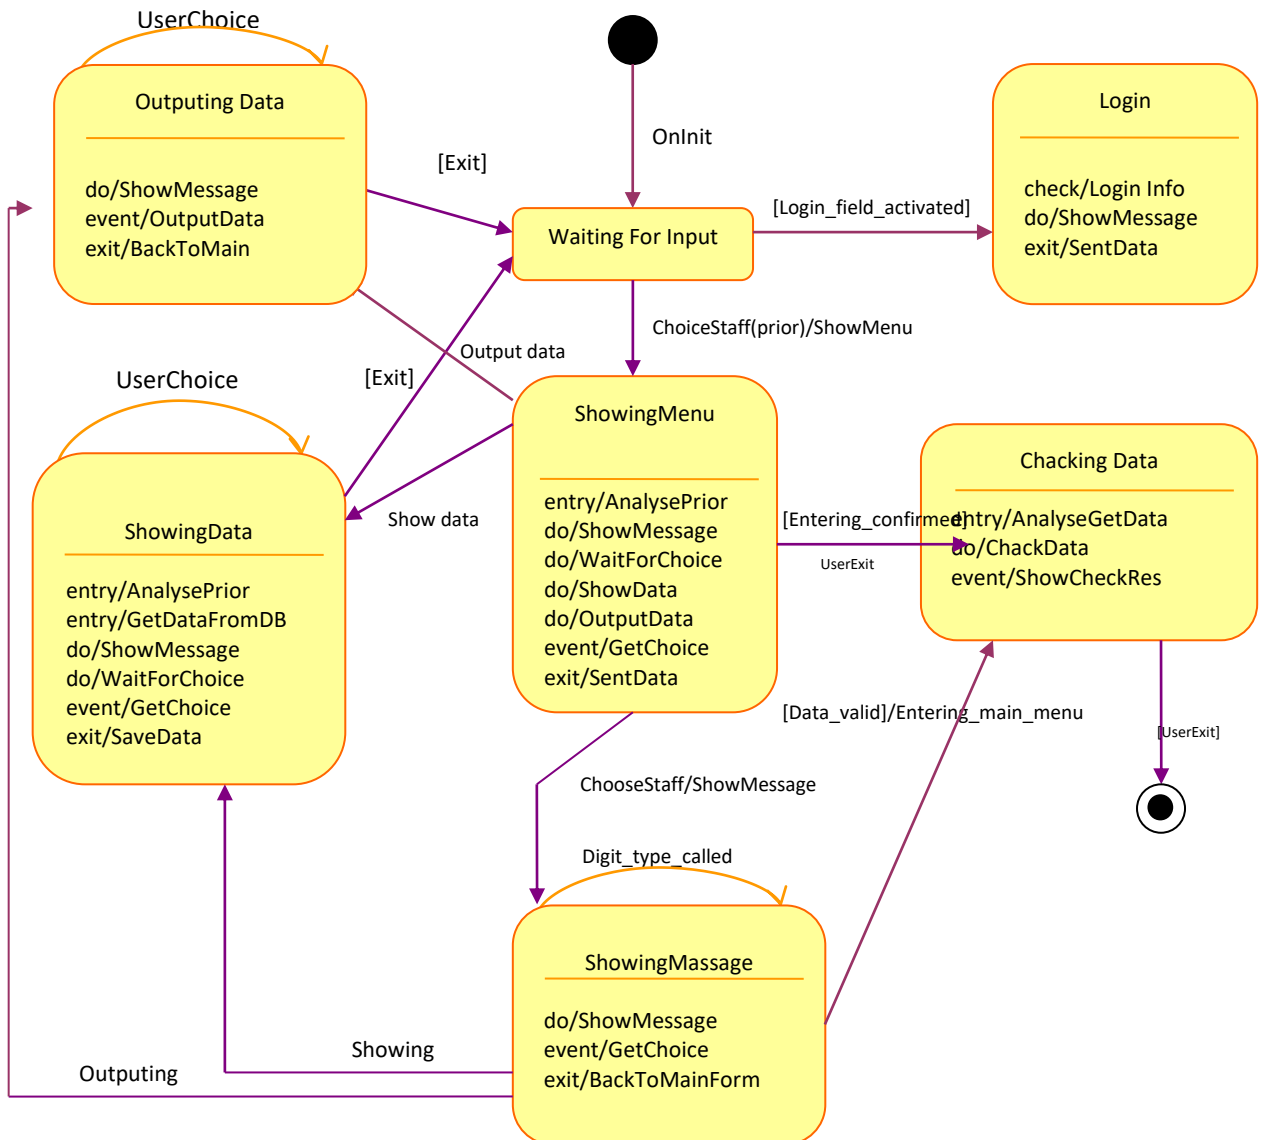 UserChoice
Outputing Data
do/ShowMessage
event/OutputData
exit/BackToMain
[Exit]
OnInit
Waiting For Input
[Login_field_activated]
Login
check/Login Info
do/ShowMessage
exit/SentData
ChoiceStaff(prior)/ShowMenu
Output data
[Exit]
UserChoice
ShowingMenu
entry/AnalysePrior
do/ShowMessage
do/WaitForChoice
do/ShowData
do/OutputData
event/GetChoice
exit/SentData
Show data
ShowingData
entry/AnalysePrior
entry/GetDataFromDB
do/ShowMessage
do/WaitForChoice
event/GetChoice
exit/SaveData
[Entering_confirmed]
UserExit
Chacking Data
entry/AnalyseGetData
do/ChackData
event/ShowCheckRes
[Data_valid]/Entering_main_menu
[UserExit]
ChooseStaff/ShowMessage
Digit_type_called
ShowingMassage
do/ShowMessage
event/GetChoice
exit/BackToMainForm
Showing
Outputing